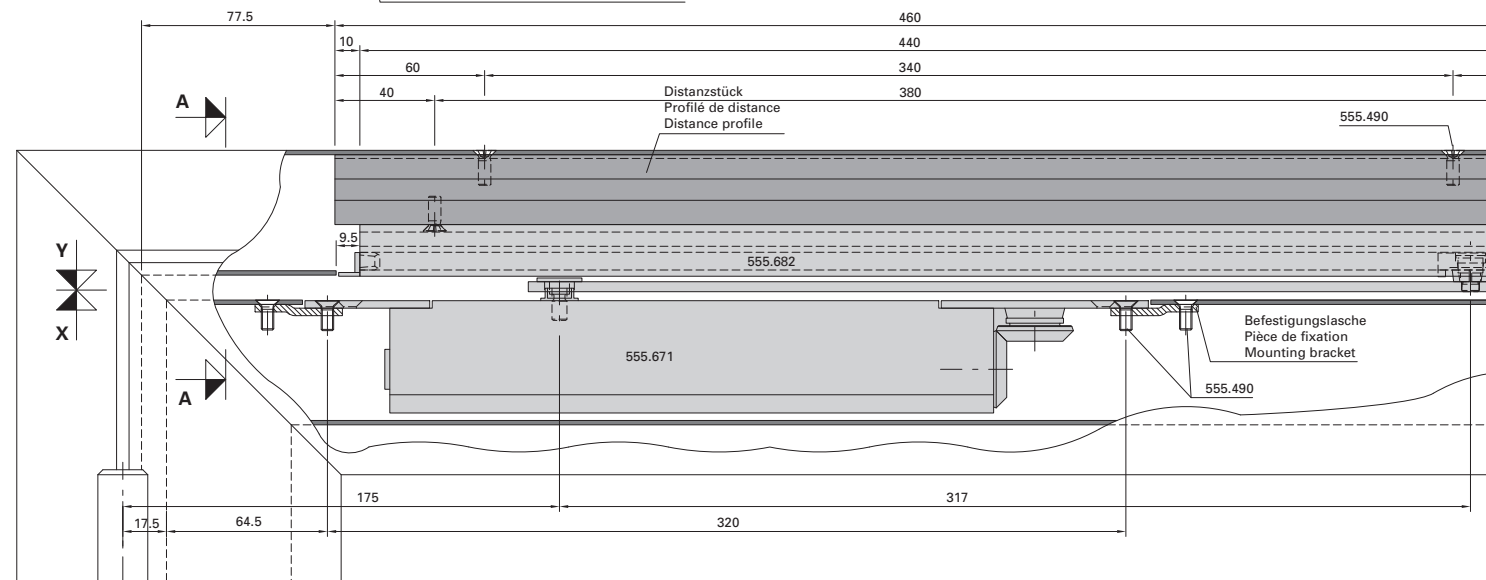 77.5
460
10
440
60
340
40
380
A
Distanzstück
Profilé de distance
Distance profile
555.490
Y
9.5
555.682
X
Befestigungslasche
Pièce de fixation
Mounting bracket
555.671
A
555.490
175
317
17.5
64.5
320